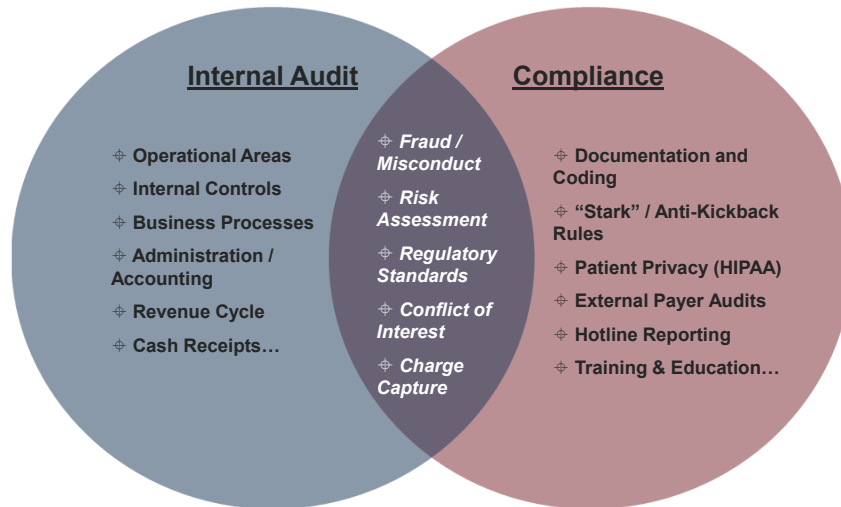 Internal Audit
⌖ Operational Areas
⌖ Internal Controls
⌖ Business Processes
⌖ Administration /
Accounting
⌖ Revenue Cycle
⌖ Cash Receipts…
⌖ Fraud /
Misconduct
⌖ Risk
Assessment
⌖ Regulatory
Standards
⌖ Conflict of
Interest
⌖ Charge
Capture
Compliance
⌖ Documentation and
Coding
⌖ “Stark” / Anti-Kickback
Rules
⌖ Patient Privacy (HIPAA)
⌖ External Payer Audits
⌖ Hotline Reporting
⌖ Training & Education…